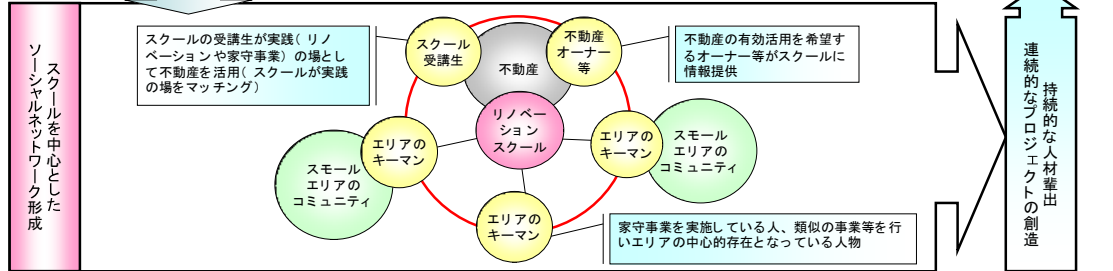 スクールを中心とした
ソーシャルネットワーク形成
スクールの受講生が実践(リノ
ベーションや家守事業)の場とし
て不動産を活用(スクールが実践
の場をマッチング)
スクール
受講生
不動産
不動産
オーナー
等
不動産の有効活用を希望す
るオーナー等がスクールに
情報提供
リノベー
ション
スクール
エリアの
キーマン
スモール
エリアの
コミュニティ
エリアの
キーマン
スモール
エリアの
コミュニティ
エリアの
キーマン
家守事業を実施している人、類似の事業等を行
いエリアの中心的存在となっている人物
持続的な人材輩出
連続的なプロジェクトの創造